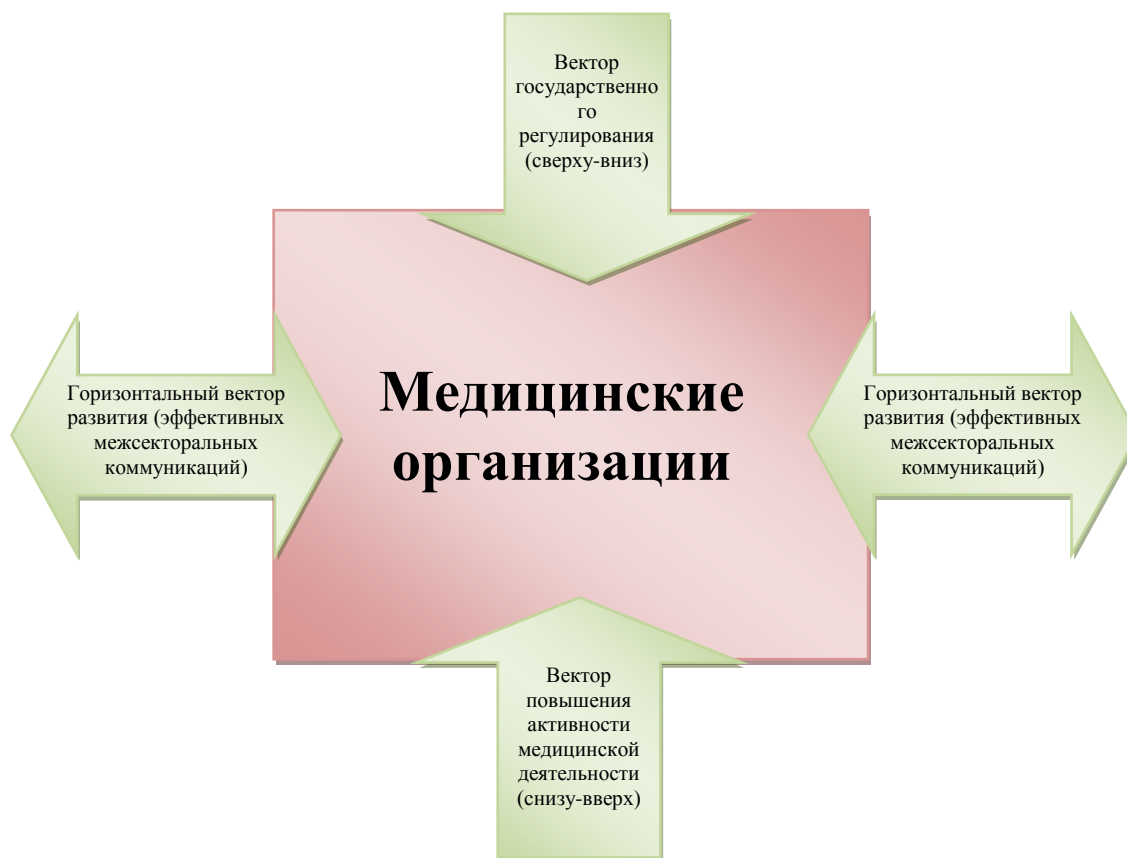 Вектор
государственно
го
регулирования
(сверху-вниз)
Горизонтальный вектор
развития (эффективных
межсекторальных
коммуникаций)
Медицинские
организации
Горизонтальный вектор
развития (эффективных
межсекторальных
коммуникаций)
Вектор
повышения
активности
медицинской
деятельности
(снизу-вверх)